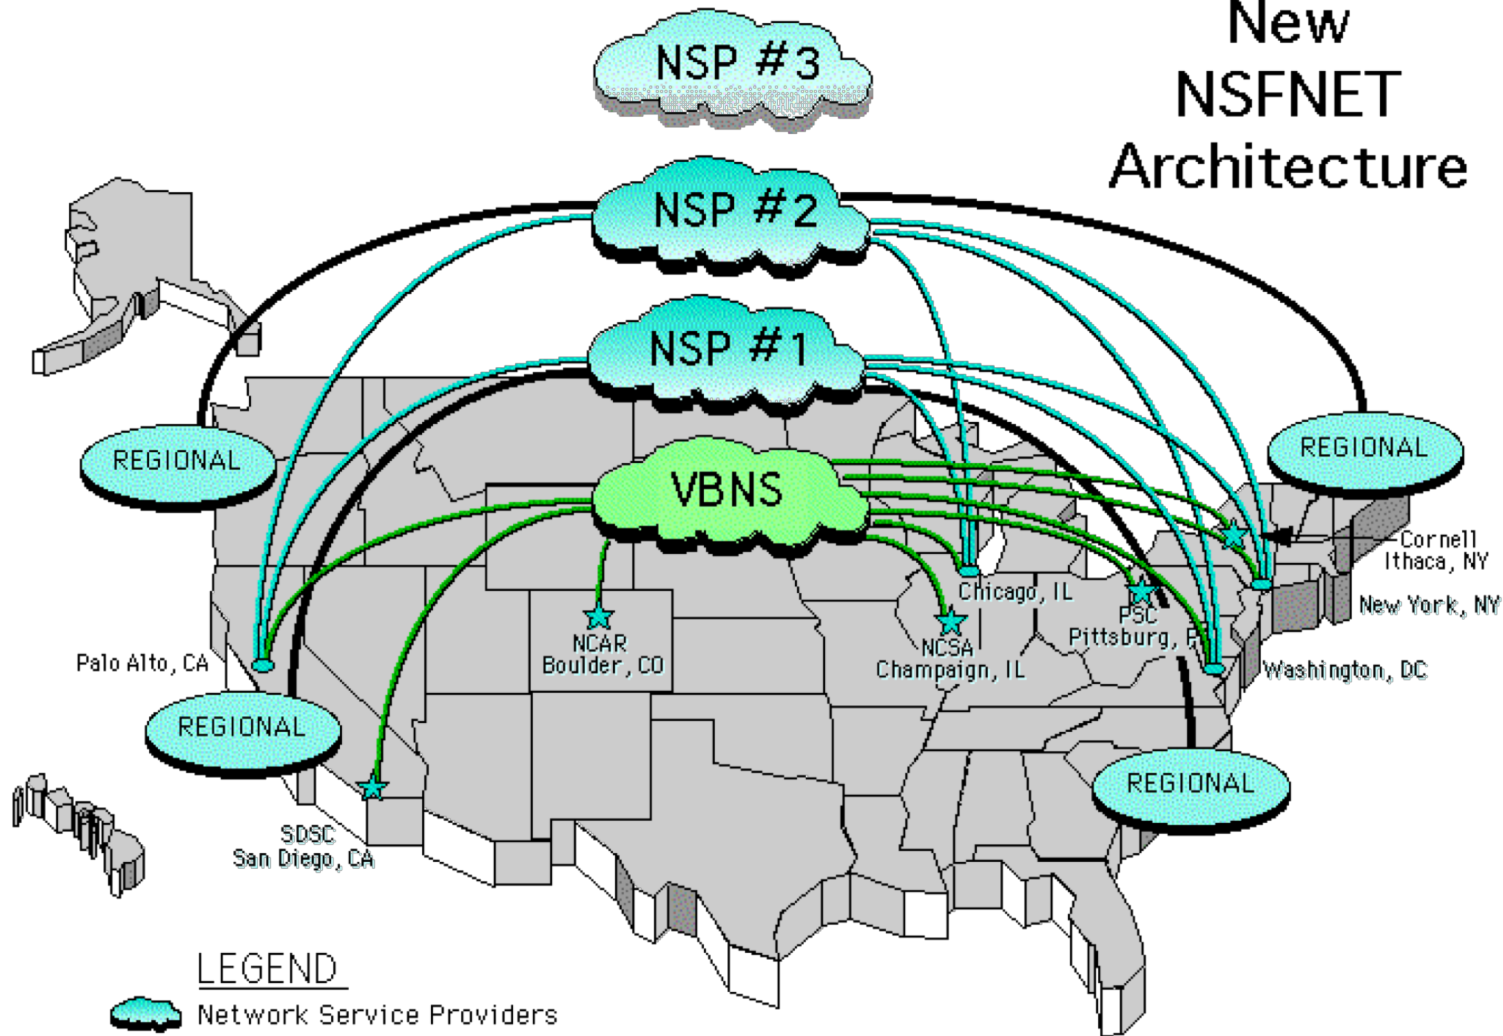 New
NSFNET
Architecture
NSP #3
NSP #2
NSP #1
VBNS
REGIONAL
REGIONAL
REGIONAL
REGIONAL
Cornell
Ithaca, NY
New York, NY
Chicago, IL
PSC
Pittsburg, P
Washington, DC
NCSA
Champaign, IL
NCAR
Boulder, CO
Palo Alto, CA
SDSC
San Diego, CA
LEGEND
Network Service Providers